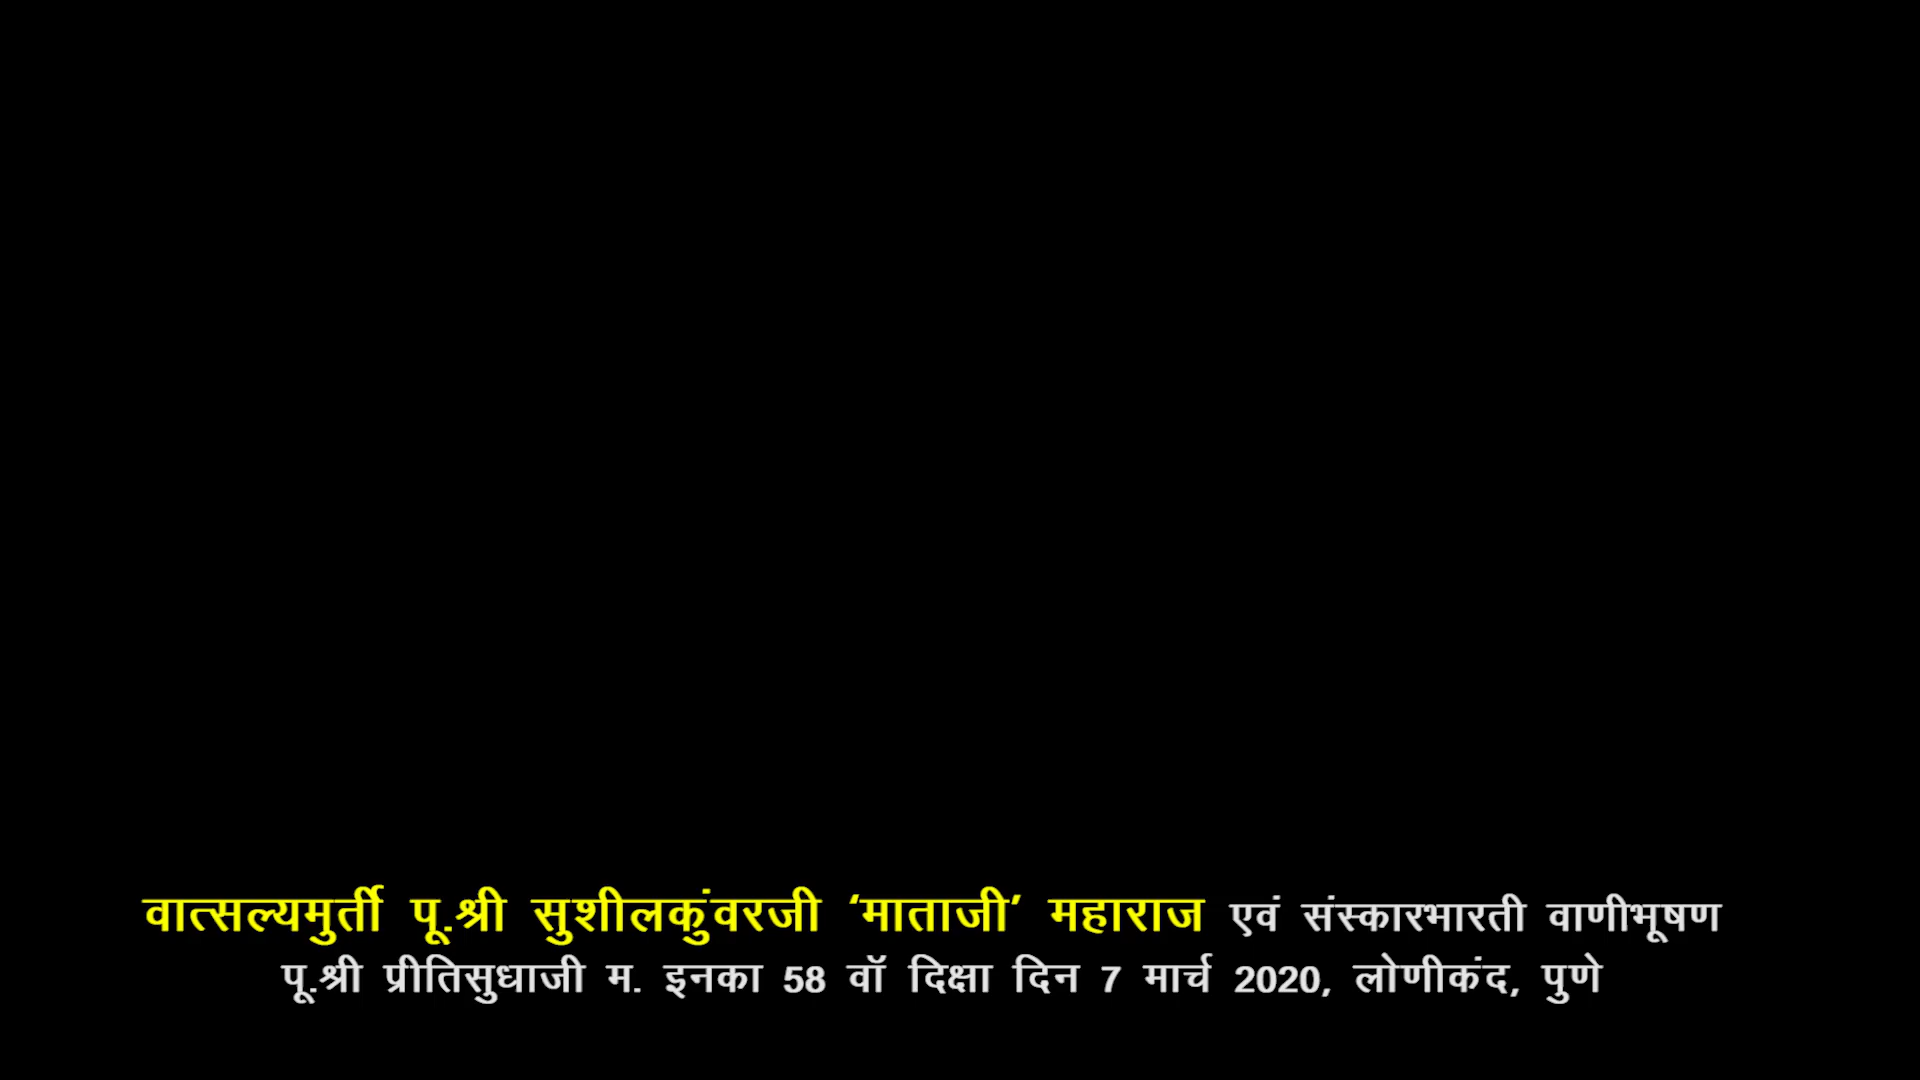 वात्सल्यमुर्ती पू.श्री सुशीलकुंवरजी ‘माताजी’ महाराज एवं संस्कारभारती वाणीभूषण
पू.श्री प्रीतिसुधाजी म. इनका 58 वॉ दिक्षा दिन 7 मार्च 2020, लोणीकंद, पुणे